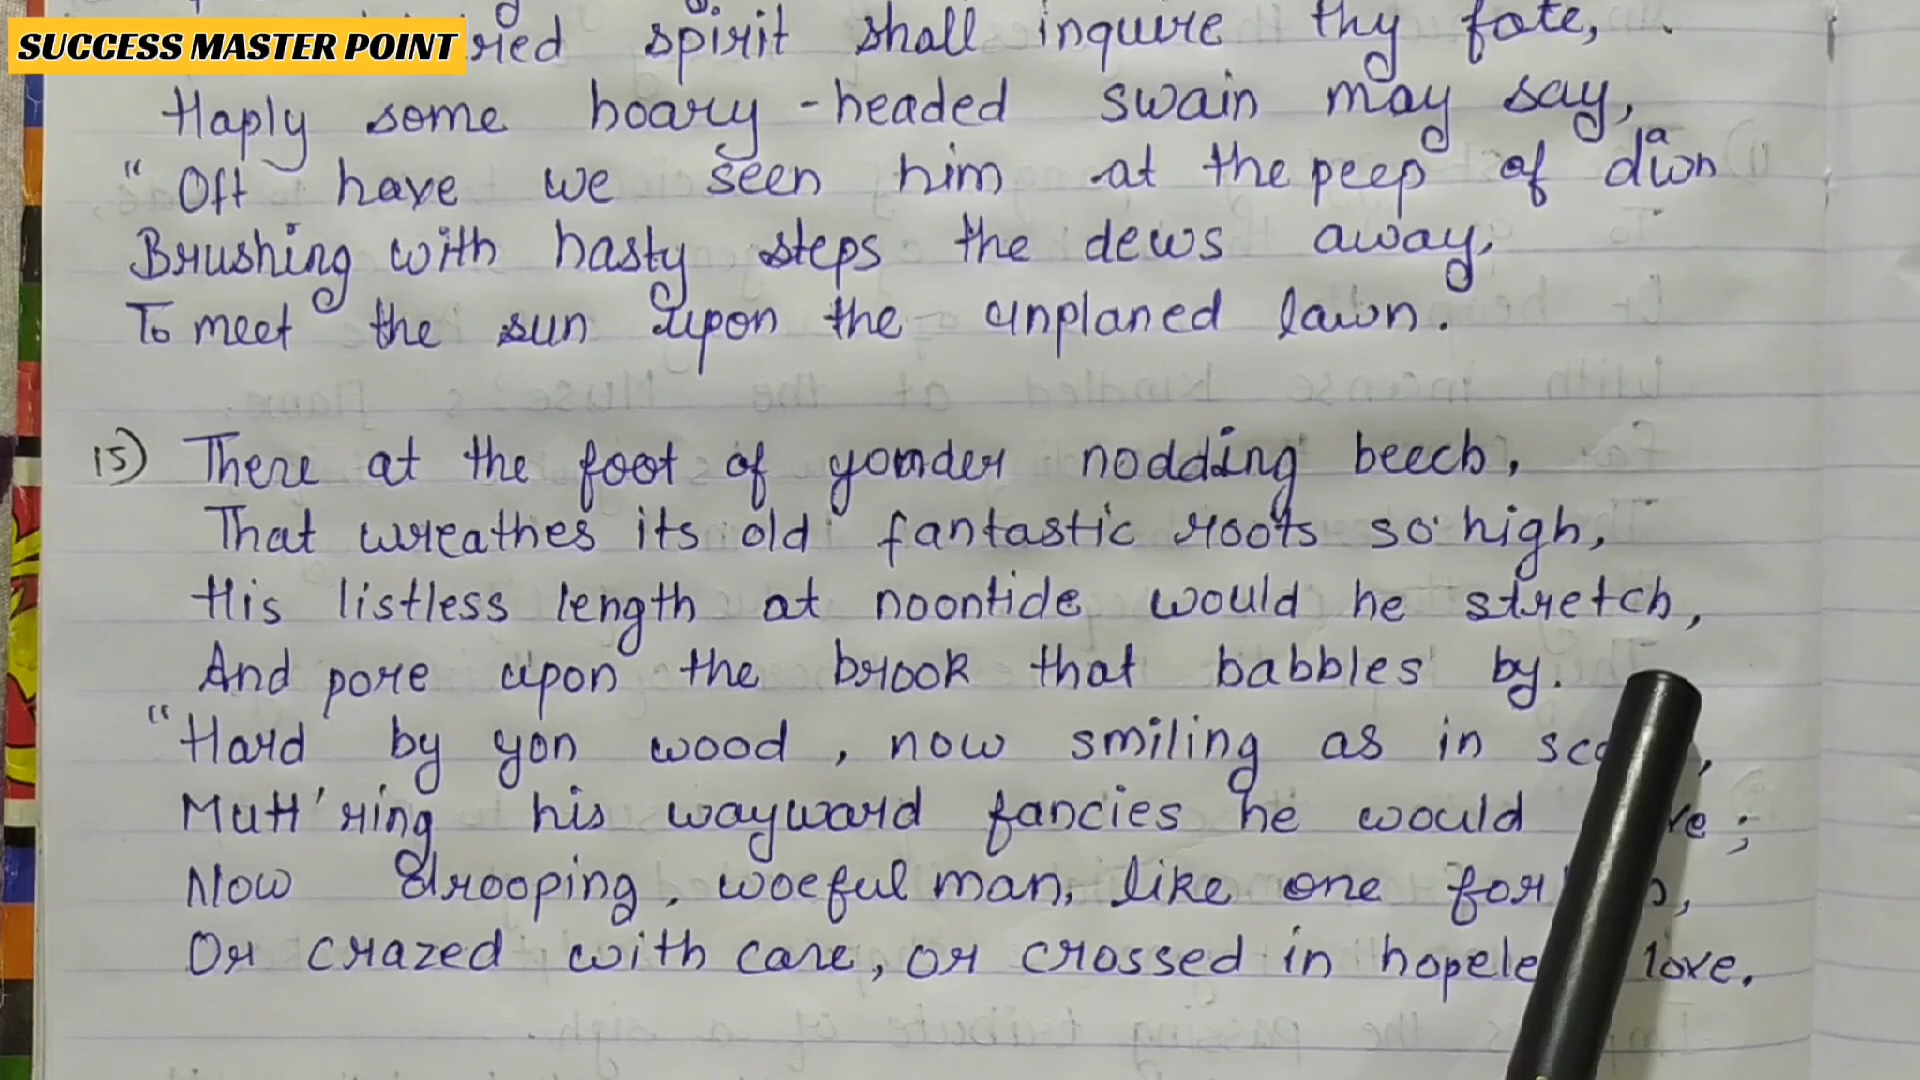 SUCCESS MASTER POINT
ried spirit shall inquire thy fate,
Haply some hoary-headed swain may say,
"Oft have we seen him at the peep of dawn
Brushing with hasty steps the dews away,
To meet the sun upon the unplaned lawn.
15) There at the foot of yonder nodding beech,
That wreathes its old fantastic roots so high,
His listless length at noontide would he stretch,
And pore upon the brook that babbles by.
"Hard by yon wood, now smiling as in sco,
Mutt'ring his wayward fancies he would ve;
Now drooping, woeful man, like one for
Or crazed with care, or crossed in hopele love.